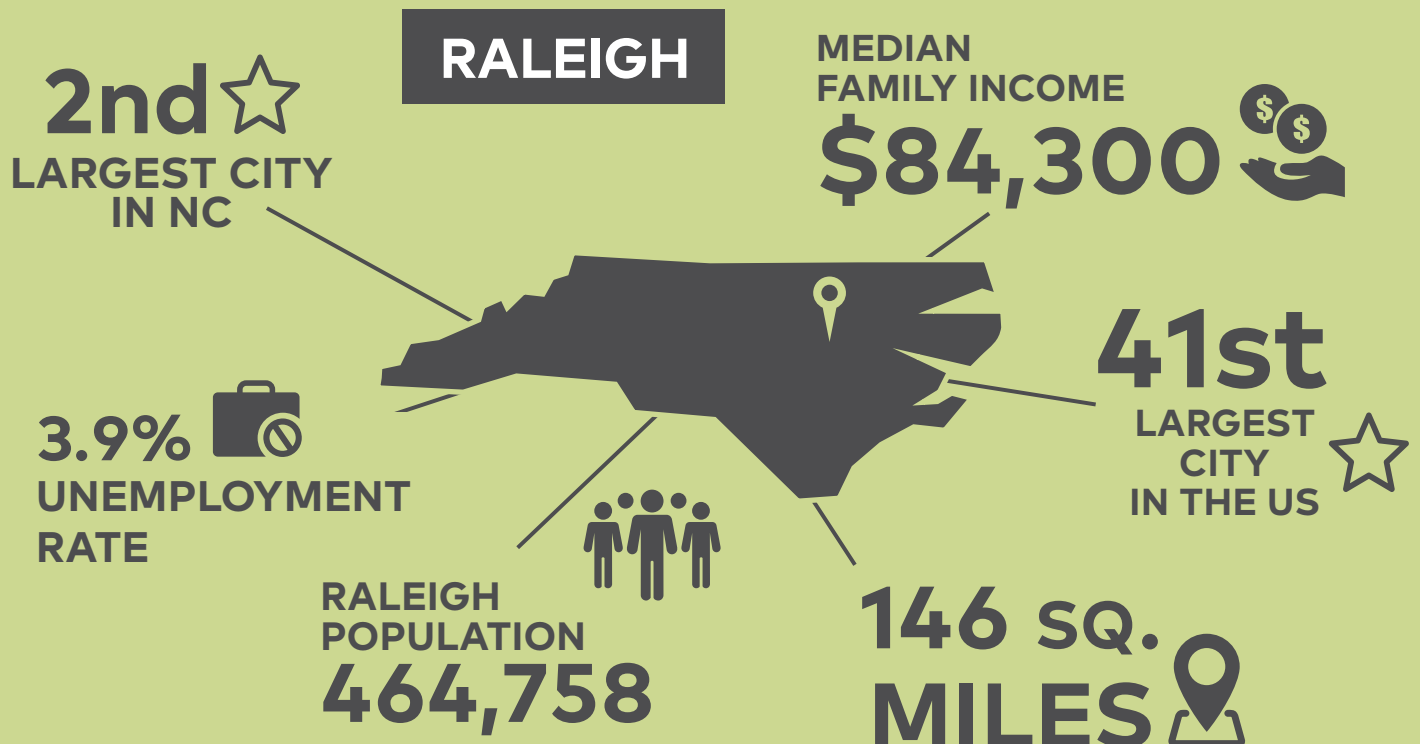 RALEIGH
2nd
LARGEST CITY
IN NC
MEDIAN
FAMILY INCOME
$84,300
$
$
41st
LARGEST
CITY
IN THE US
3.9%
UNEMPLOYMENT
RATE
RALEIGH
POPULATION
464,758
146 SQ.
MILES